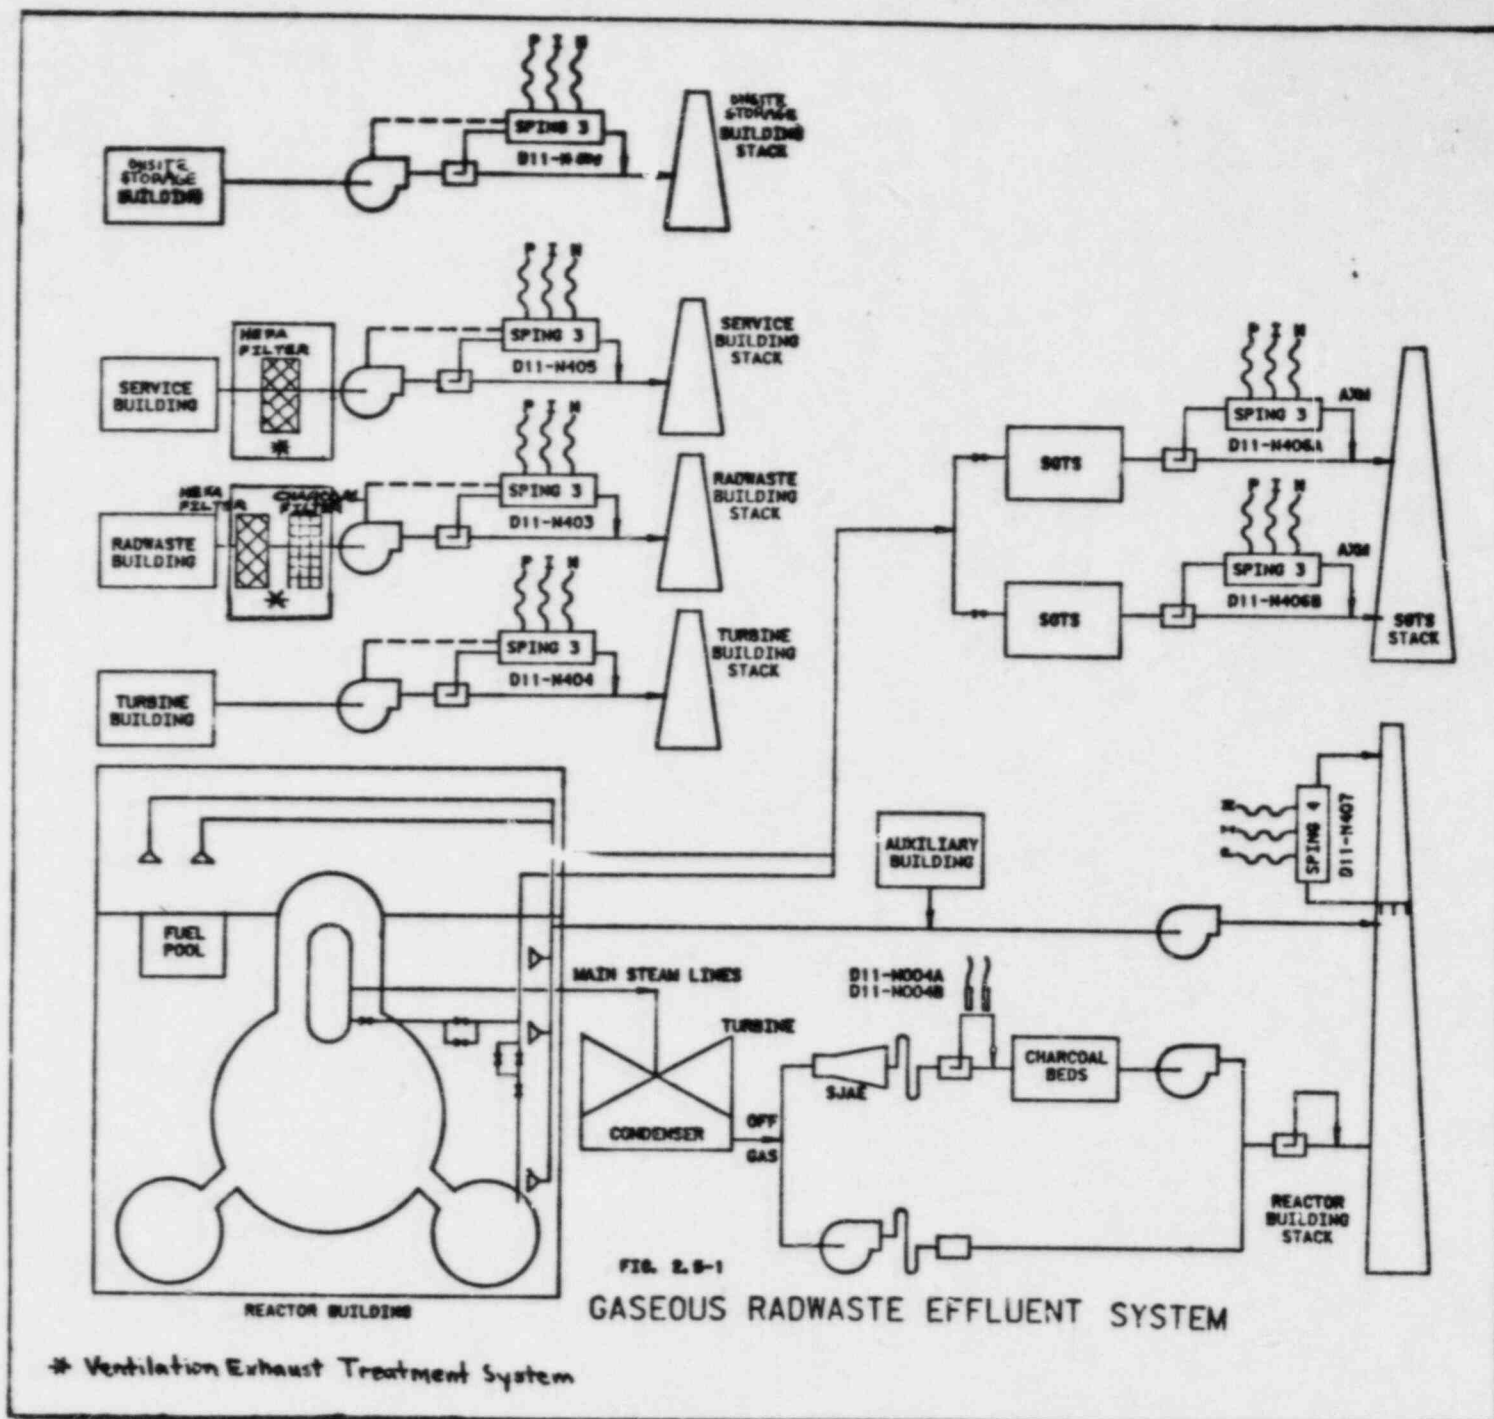 P I N
SPING 3
ONSITE
STORAGE
BUILDING
STACK
ONSITE
STORAGE
BUILDING
P I N
SPING 3
D11-N405
SERVICE
BUILDING
STACK
HEPA
FILTER
SERVICE
BUILDING
*
P I N
SPING 3
D11-N403
RADWASTE
BUILDING
STACK
HEPA
FILTER
CHARCOAL
FILTER
RADWASTE
BUILDING
*
P I N
SPING 3
D11-N404
TURBINE
BUILDING
STACK
TURBINE
BUILDING
P I N
SPING 3
AXM
D11-N406A
SGTS
P I N
SPING 3
AXM
D11-N406B
SGTS
SGTS
STACK
N
I
P
SPING 4
D11-N407
AUXILIARY
BUILDING
FUEL
POOL
MAIN STEAM LINES
D11-N004A
D11-N004B
TURBINE
CONDENSER
OFF
GAS
SJAE
CHARCOAL
BEDS
REACTOR
BUILDING
STACK
REACTOR BUILDING
GASEOUS RADWASTE EFFLUENT SYSTEM
* Ventilation Exhaust Treatment System